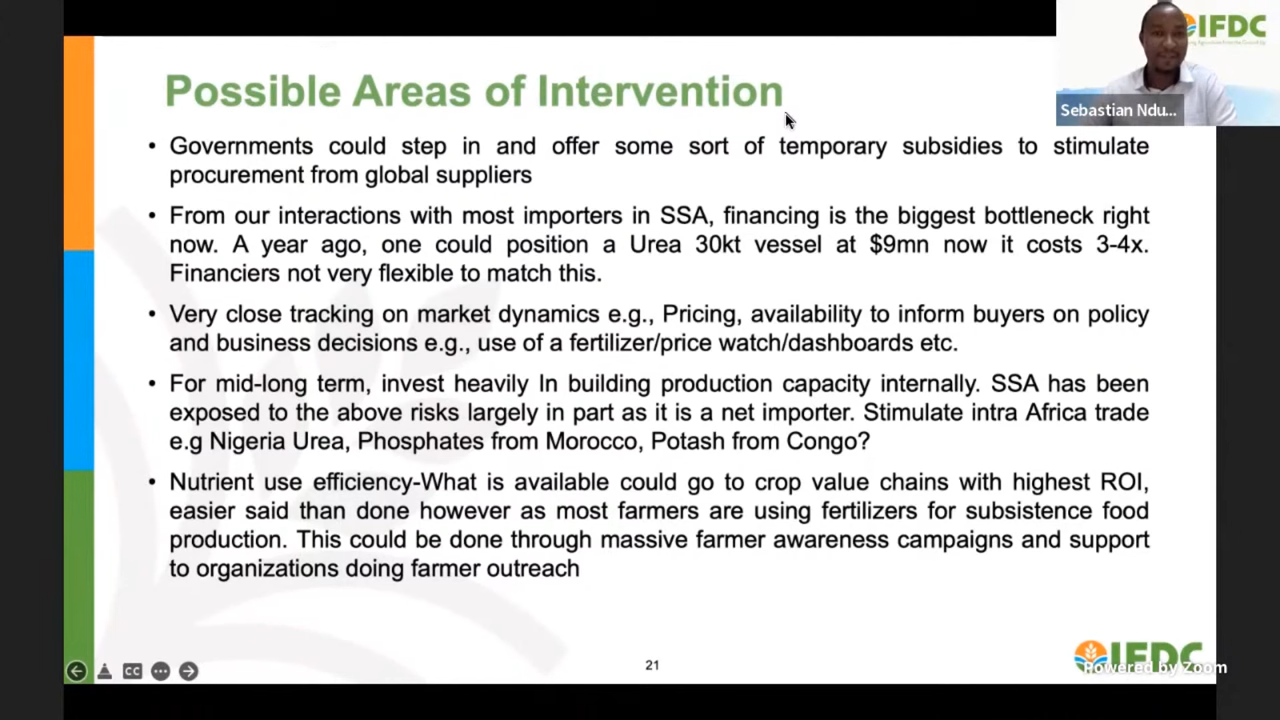 IFDC
Sebastian Ndu...
Possible Areas of Intervention
• Governments could step in and offer some sort of temporary subsidies to stimulate
procurement from global suppliers
• From our interactions with most importers in SSA, financing is the biggest bottleneck right
now. A year ago, one could position a Urea 30kt vessel at $9mn now it costs 3-4x.
Financiers not very flexible to match this.
• Very close tracking on market dynamics e.g., Pricing, availability to inform buyers on policy
and business decisions e.g., use of a fertilizer/price watch/dashboards etc.
• For mid-long term, invest heavily In building production capacity internally. SSA has been
exposed to the above risks largely in part as it is a net importer. Stimulate intra Africa trade
e.g Nigeria Urea, Phosphates from Morocco, Potash from Congo?
• Nutrient use efficiency-What is available could go to crop value chains with highest ROI,
easier said than done however as most farmers are using fertilizers for subsistence food
production. This could be done through massive farmer awareness campaigns and support
to organizations doing farmer outreach
CC
21
IFDC
Powered by Zoom